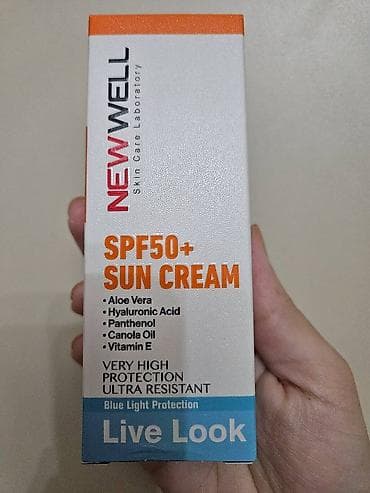 NEWWELL
Skin Care Laboratory
SPF50+
SUN CREAM
• Aloe Vera
• Hyaluronic Acid
• Panthenol
• Canola Oil
• Vitamin E
VERY HIGH
PROTECTION
ULTRA RESISTANT
Blue Light Protection
Live Look